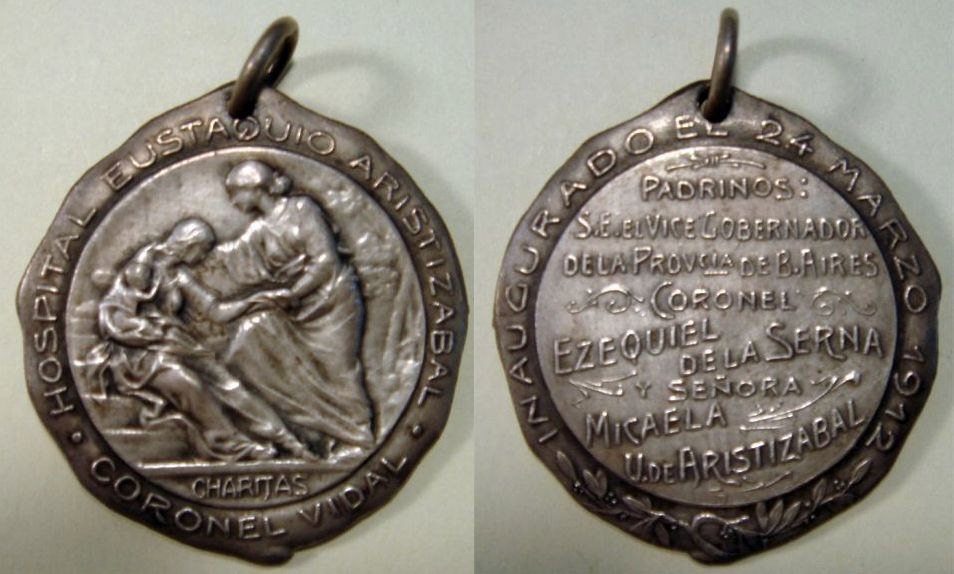 HOSPITAL EUSTAQUIO ARISTIZABAL
CHARITAS
CORONEL VIDAL
INAUGURADO EL 24 MARZO 1912
PADRINOS:
S.E. EL VICE GOBERNADOR
DE LA PROVCIA DE B. AIRES
CORONEL
EZEQUIEL
DE LA SERNA
Y SEÑORA
MICAELA
U. DE ARISTIZABAL